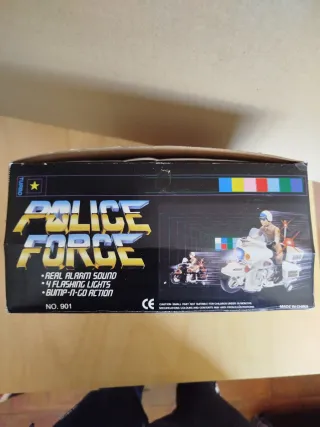 POLICE
FORCE
• REAL ALARM SOUND
• 4 FLASHING LIGHTS
• BUMP-N-GO ACTION
NO. 901
CE
MADE IN CHINA